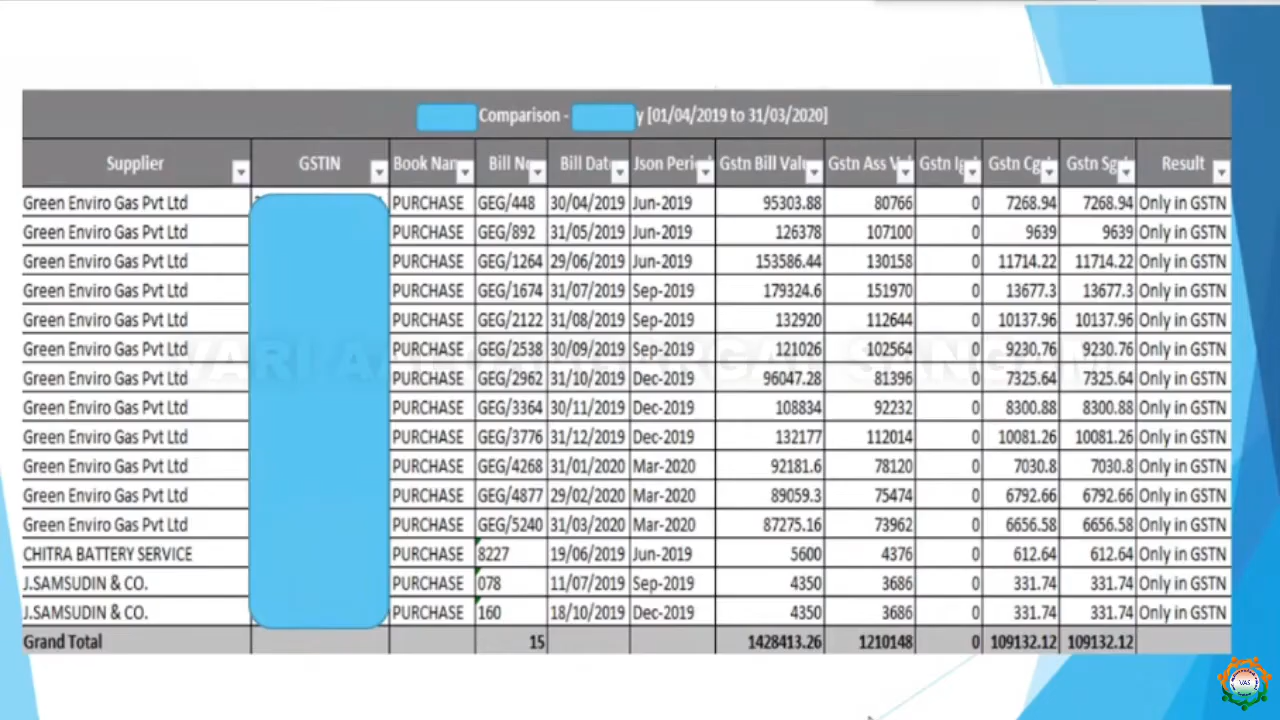 Comparison - y [01/04/2019 to 31/03/2020]
Supplier GSTIN Book Nam Bill N Bill Dat Json Peri Gstn Bill Valu Gstn Ass V Gstn Ig Gstn Cg Gstn Sg Result
Green Enviro Gas Pvt Ltd PURCHASE GEG/448 30/04/2019 Jun-2019 95303.88 80766 0 7268.94 7268.94 Only in GSTN
Green Enviro Gas Pvt Ltd PURCHASE GEG/892 31/05/2019 Jun-2019 126378 107100 0 9639 9639 Only in GSTN
Green Enviro Gas Pvt Ltd PURCHASE GEG/1264 29/06/2019 Jun-2019 153586.44 130158 0 11714.22 11714.22 Only in GSTN
Green Enviro Gas Pvt Ltd PURCHASE GEG/1674 31/07/2019 Sep-2019 179324.6 151970 0 13677.3 13677.3 Only in GSTN
Green Enviro Gas Pvt Ltd PURCHASE GEG/2122 31/08/2019 Sep-2019 132920 112644 0 10137.96 10137.96 Only in GSTN
Green Enviro Gas Pvt Ltd PURCHASE GEG/2538 30/09/2019 Sep-2019 121026 102564 0 9230.76 9230.76 Only in GSTN
Green Enviro Gas Pvt Ltd PURCHASE GEG/2962 31/10/2019 Dec-2019 96047.28 81396 0 7325.64 7325.64 Only in GSTN
Green Enviro Gas Pvt Ltd PURCHASE GEG/3364 30/11/2019 Dec-2019 108834 92232 0 8300.88 8300.88 Only in GSTN
Green Enviro Gas Pvt Ltd PURCHASE GEG/3776 31/12/2019 Dec-2019 132177 112014 0 10081.26 10081.26 Only in GSTN
Green Enviro Gas Pvt Ltd PURCHASE GEG/4268 31/01/2020 Mar-2020 92181.6 78120 0 7030.8 7030.8 Only in GSTN
Green Enviro Gas Pvt Ltd PURCHASE GEG/4877 29/02/2020 Mar-2020 89059.3 75474 0 6792.66 6792.66 Only in GSTN
Green Enviro Gas Pvt Ltd PURCHASE GEG/5240 31/03/2020 Mar-2020 87275.16 73962 0 6656.58 6656.58 Only in GSTN
CHITRA BATTERY SERVICE PURCHASE 8227 19/06/2019 Jun-2019 5600 4376 0 612.64 612.64 Only in GSTN
J.SAMSUDIN & CO. PURCHASE 078 11/07/2019 Sep-2019 4350 3686 0 331.74 331.74 Only in GSTN
J.SAMSUDIN & CO. PURCHASE 160 18/10/2019 Dec-2019 4350 3686 0 331.74 331.74 Only in GSTN
Grand Total 15 1428413.26 1210148 0 109132.12 109132.12
VAS